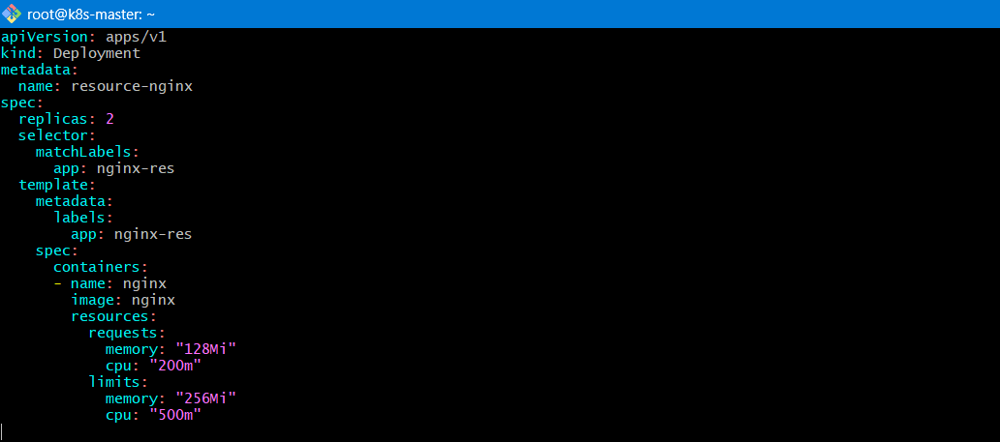 root@k8s-master: ~
apiVersion: apps/v1
kind: Deployment
metadata:
  name: resource-nginx
spec:
  replicas: 2
  selector:
    matchLabels:
      app: nginx-res
  template:
    metadata:
      labels:
        app: nginx-res
    spec:
      containers:
      - name: nginx
        image: nginx
        resources:
          requests:
            memory: "128Mi"
            cpu: "200m"
          limits:
            memory: "256Mi"
            cpu: "500m"